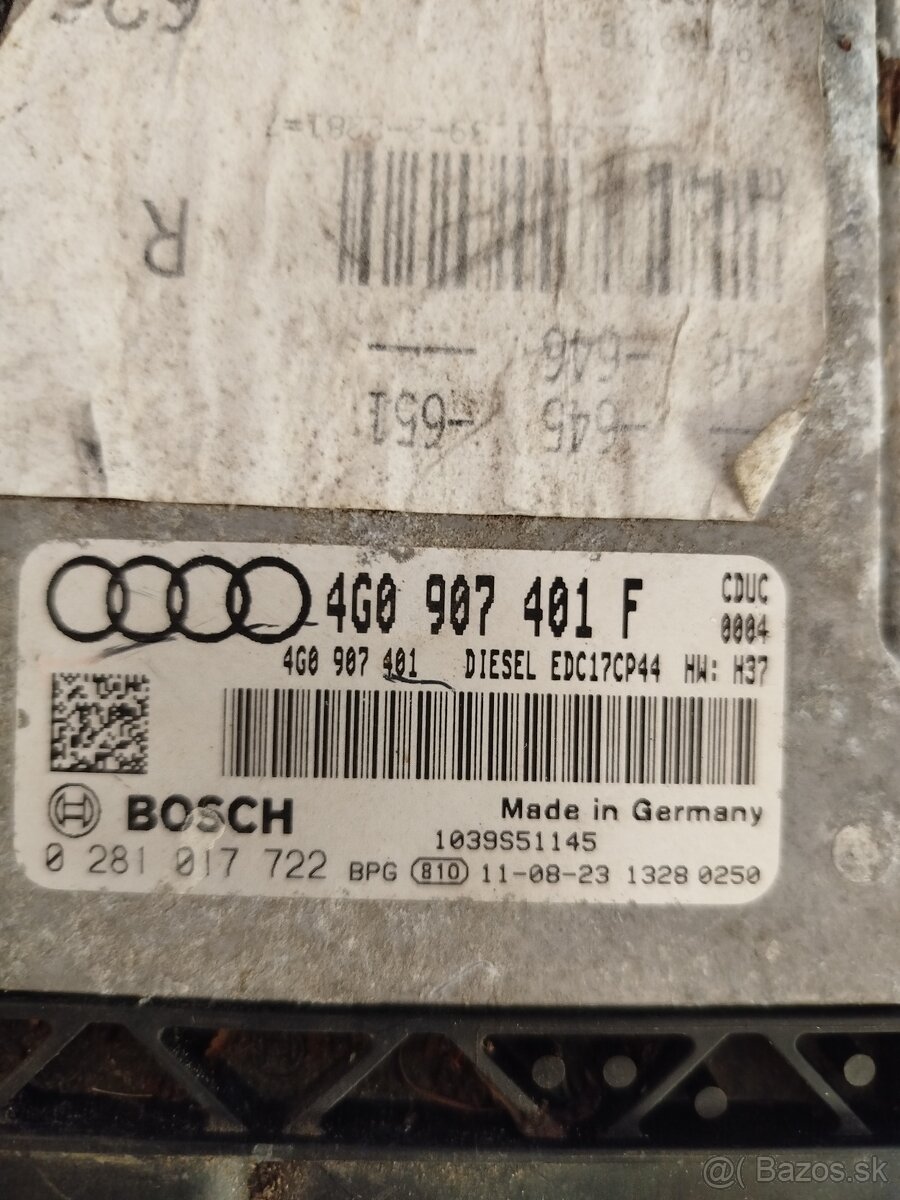 R
-646
-645
-651
4G0 907 401 F
CDUC
0004
4G0 907 401 DIESEL EDC17CP44 HW: H37
BOSCH
Made in Germany
1039S51145
0 281 017 722 BPG 810 11-08-23 1328 0250
@( Bazos.sk